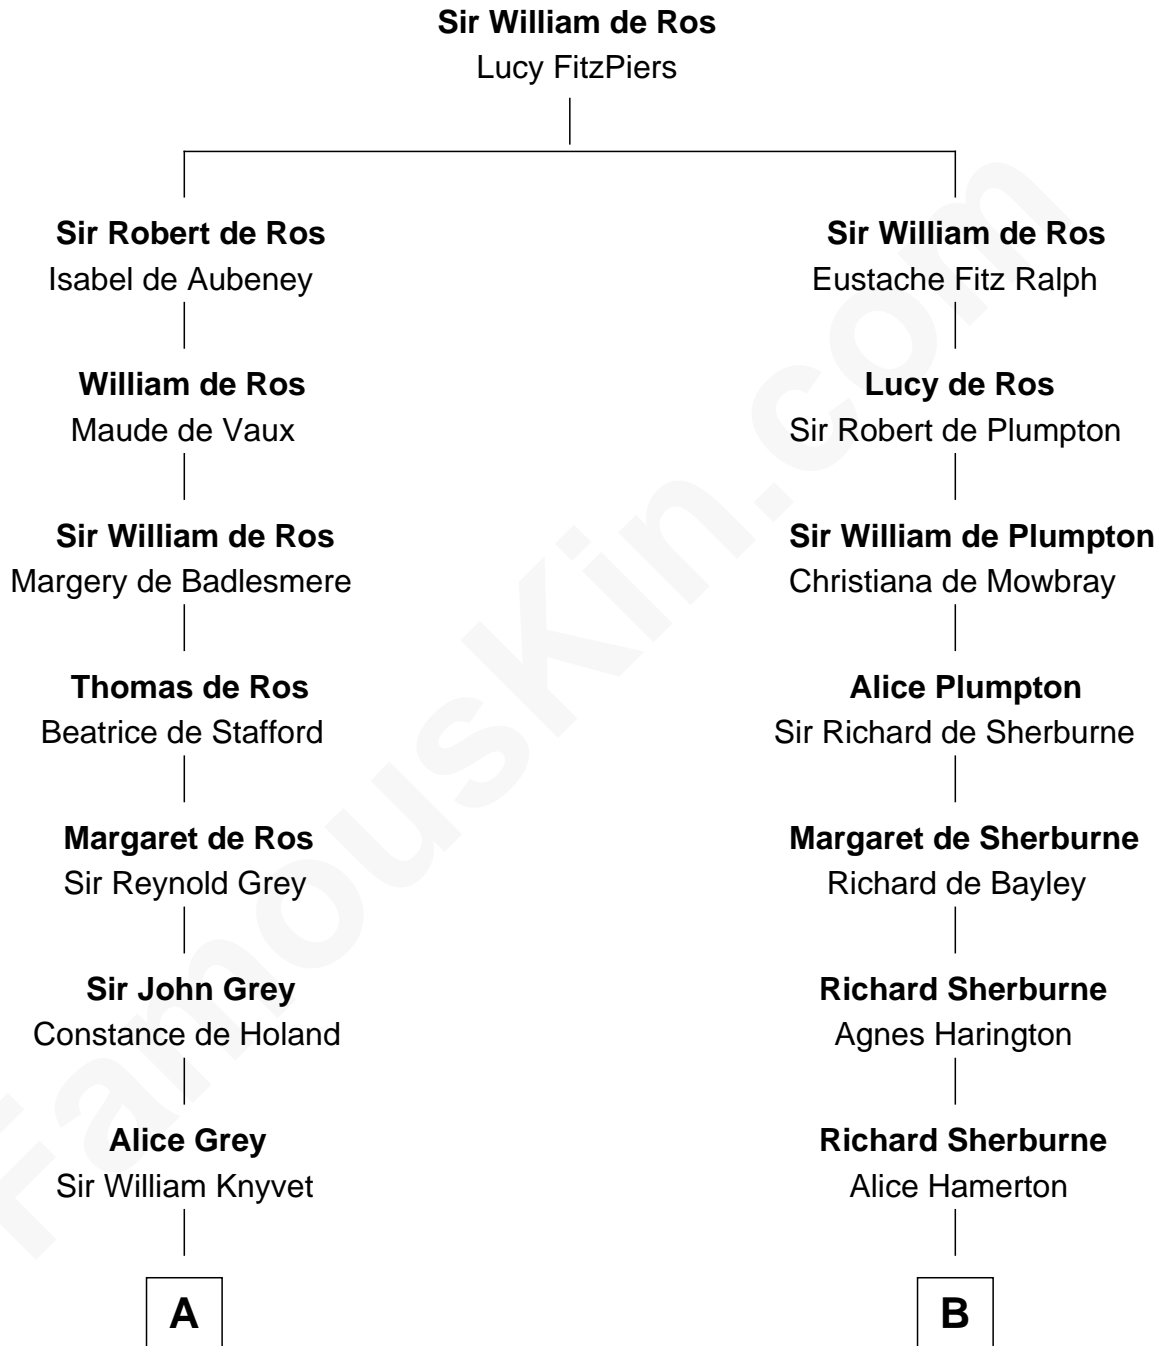 Sir William de Ros
Lucy FitzPiers
Sir Robert de Ros
Isabel de Aubeney
Sir William de Ros
Eustache Fitz Ralph
William de Ros
Maude de Vaux
Lucy de Ros
Sir Robert de Plumpton
Sir William de Ros
Margery de Badlesmere
Sir William de Plumpton
Christiana de Mowbray
Thomas de Ros
Beatrice de Stafford
Alice Plumpton
Sir Richard de Sherburne
Margaret de Ros
Sir Reynold Grey
Margaret de Sherburne
Richard de Bayley
Sir John Grey
Constance de Holand
Richard Sherburne
Agnes Harington
Alice Grey
Sir William Knyvet
Richard Sherburne
Alice Hamerton
A
B
FamousKin.com